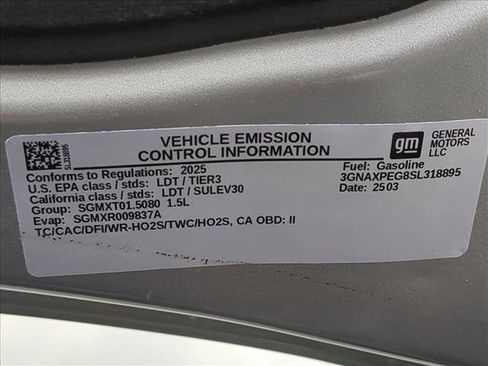 SL318895
VEHICLE EMISSION
CONTROL INFORMATION
gm
GENERAL
MOTORS
LLC
Conforms to Regulations: 2025
U.S. EPA class / stds: LDT / TIER3
California class / stds: LDT / SULEV30
Group: SGMXT01.5080 1.5L
Evap: SGMXR009837A
TC/CAC/DFI/WR-HO2S/TWC/HO2S, CA OBD: II
Fuel: Gasoline
3GNAXPEG8SL318895
Date: 2503